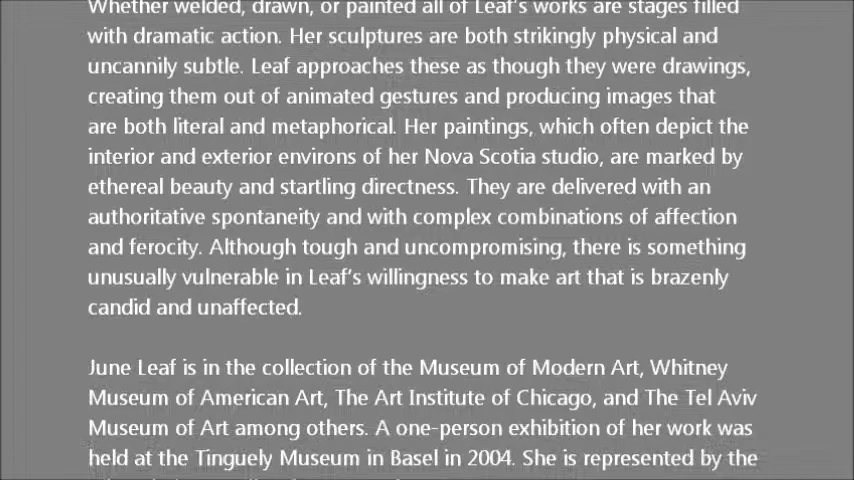 Whether welded, drawn, or painted all of Leaf's works are stages filled
with dramatic action. Her sculptures are both strikingly physical and
uncannily subtle. Leaf approaches these as though they were drawings,
creating them out of animated gestures and producing images that
are both literal and metaphorical. Her paintings, which often depict the
interior and exterior environs of her Nova Scotia studio, are marked by
ethereal beauty and startling directness. They are delivered with an
authoritative spontaneity and with complex combinations of affection
and ferocity. Although tough and uncompromising, there is something
unusually vulnerable in Leaf's willingness to make art that is brazenly
candid and unaffected.
June Leaf is in the collection of the Museum of Modern Art, Whitney
Museum of American Art, The Art Institute of Chicago, and The Tel Aviv
Museum of Art among others. A one-person exhibition of her work was
held at the Tinguely Museum in Basel in 2004. She is represented by the